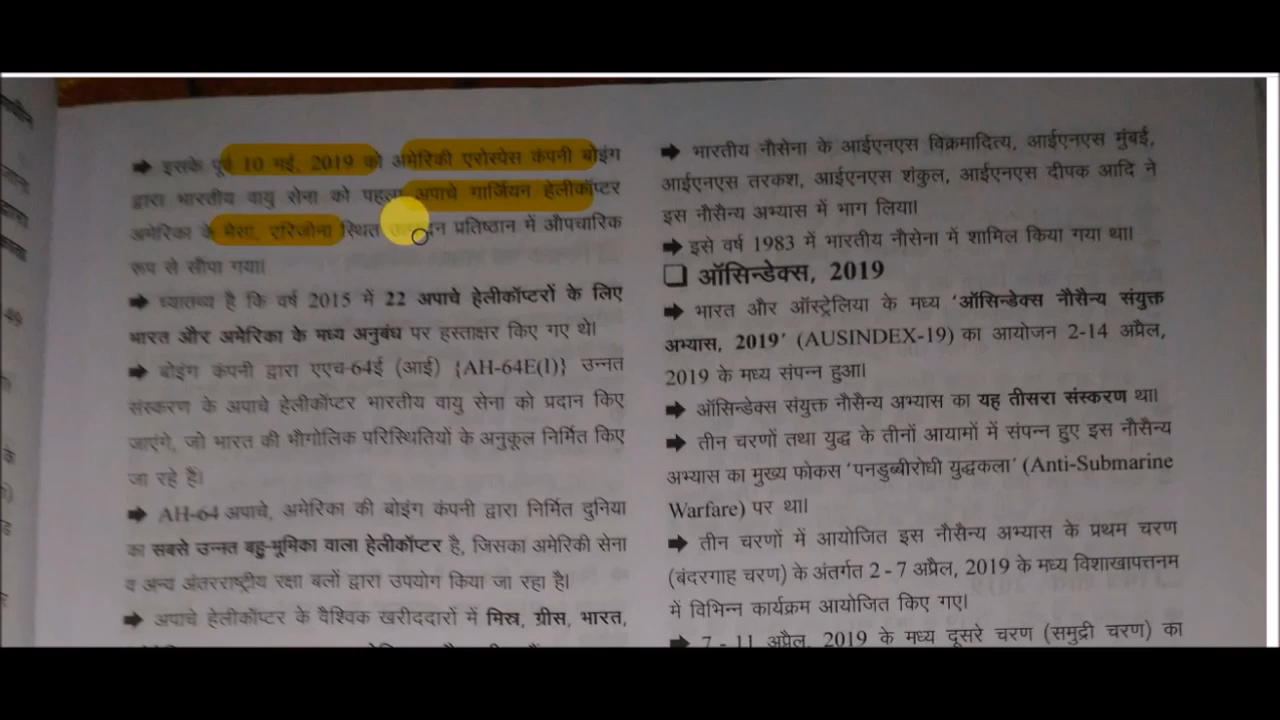 ➡ इसके पूर्व 10 मई, 2019 को अमेरिकी एरोस्पेस कंपनी बोइंग
द्वारा भारतीय वायु सेना को पहला अपाचे गार्जियन हेलीकॉप्टर
अमेरिका के मेसा, एरिजोना स्थित प्रतिष्ठान में औपचारिक
रूप से सौंपा गया।
➡ ध्यातव्य है कि वर्ष 2015 में 22 अपाचे हेलीकॉप्टरों के लिए
भारत और अमेरिका के मध्य अनुबंध पर हस्ताक्षर किए गए थे।
➡ बोइंग कंपनी द्वारा एएच-64ई (आई) {AH-64E(I)} उन्नत
संस्करण के अपाचे हेलीकॉप्टर भारतीय वायु सेना को प्रदान किए
जाएंगे, जो भारत की भौगोलिक परिस्थितियों के अनुकूल निर्मित किए
जा रहे हैं।
➡ AH-64 अपाचे, अमेरिका की बोइंग कंपनी द्वारा निर्मित दुनिया
का सबसे उन्नत बहु-भूमिका वाला हेलीकॉप्टर है, जिसका अमेरिकी सेना
व अन्य अंतरराष्ट्रीय रक्षा बलों द्वारा उपयोग किया जा रहा है।
➡ अपाचे हेलीकॉप्टर के वैश्विक खरीददारों में मिस्र, ग्रीस, भारत,
➡ भारतीय नौसेना के आईएनएस विक्रमादित्य, आईएनएस मुंबई,
आईएनएस तरकश, आईएनएस शंकुल, आईएनएस दीपक आदि ने
इस नौसैन्य अभ्यास में भाग लिया।
➡ इसे वर्ष 1983 में भारतीय नौसेना में शामिल किया गया था।
❑ ऑसिन्डेक्स, 2019
➡ भारत और ऑस्ट्रेलिया के मध्य 'ऑसिन्डेक्स नौसैन्य संयुक्त
अभ्यास, 2019' (AUSINDEX-19) का आयोजन 2-14 अप्रैल,
2019 के मध्य संपन्न हुआ।
➡ ऑसिन्डेक्स संयुक्त नौसैन्य अभ्यास का यह तीसरा संस्करण था।
➡ तीन चरणों तथा युद्ध के तीनों आयामों में संपन्न हुए इस नौसैन्य
अभ्यास का मुख्य फोकस 'पनडुब्बीरोधी युद्धकला' (Anti-Submarine
Warfare) पर था।
➡ तीन चरणों में आयोजित इस नौसैन्य अभ्यास के प्रथम चरण
(बंदरगाह चरण) के अंतर्गत 2 - 7 अप्रैल, 2019 के मध्य विशाखापत्तनम
में विभिन्न कार्यक्रम आयोजित किए गए।
➡ 7 - 11 अप्रैल, 2019 के मध्य दूसरे चरण (समुद्री चरण) का